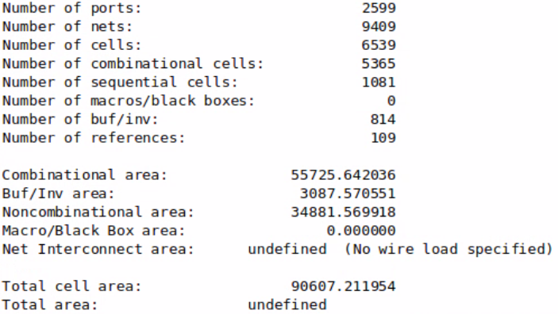 Number of ports: 2599
Number of nets: 9409
Number of cells: 6539
Number of combinational cells: 5365
Number of sequential cells: 1081
Number of macros/black boxes: 0
Number of buf/inv: 814
Number of references: 109
Combinational area: 55725.642036
Buf/Inv area: 3087.570551
Noncombinational area: 34881.569918
Macro/Black Box area: 0.000000
Net Interconnect area: undefined (No wire load specified)
Total cell area: 90607.211954
Total area: undefined